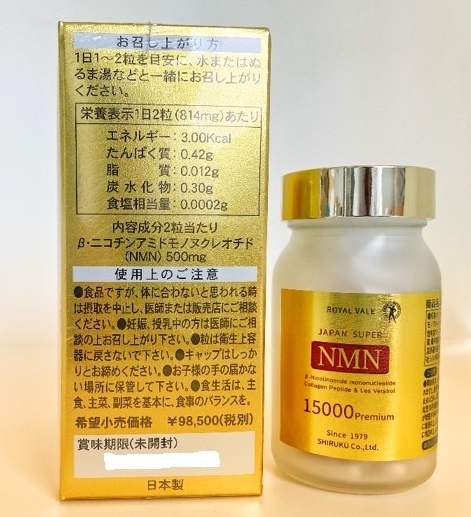 お召し上がり方
1日1～2粒を目安に、水またはぬ
るま湯などと一緒にお召し上がり
ください。
栄養表示1日2粒(814mg)あたり
エネルギー：3.00Kcal
たんぱく質：0.42g
脂質：0.012g
炭水化物：0.30g
食塩相当量：0.0002g
内容成分2粒当たり
β-ニコチンアミドモノヌクレオチド
(NMN) 500mg
使用上のご注意
●食品ですが、体に合わないと思われる時
は摂取を中止し、医師または販売店にご相談
ください。●妊娠、授乳中の方は医師にご相
談の上お召し上がり下さい。●粒は衛生上容
器に戻さないで下さい。●キャップはしっか
りとお締めください。●お子様の手の届かな
い場所に保管して下さい。●食生活は、主
食、主菜、副菜を基本に、食事のバランスを。
希望小売価格 ¥98,500(税別)
賞味期限(未開封)
日本製
ROYAL VALE
JAPAN SUPER
NMN
β-Nicotinamide mononucleotide
Collagen Peptide & Les Versirol
15000 Premium
Since 1979
SHIRUKU Co.,Ltd.